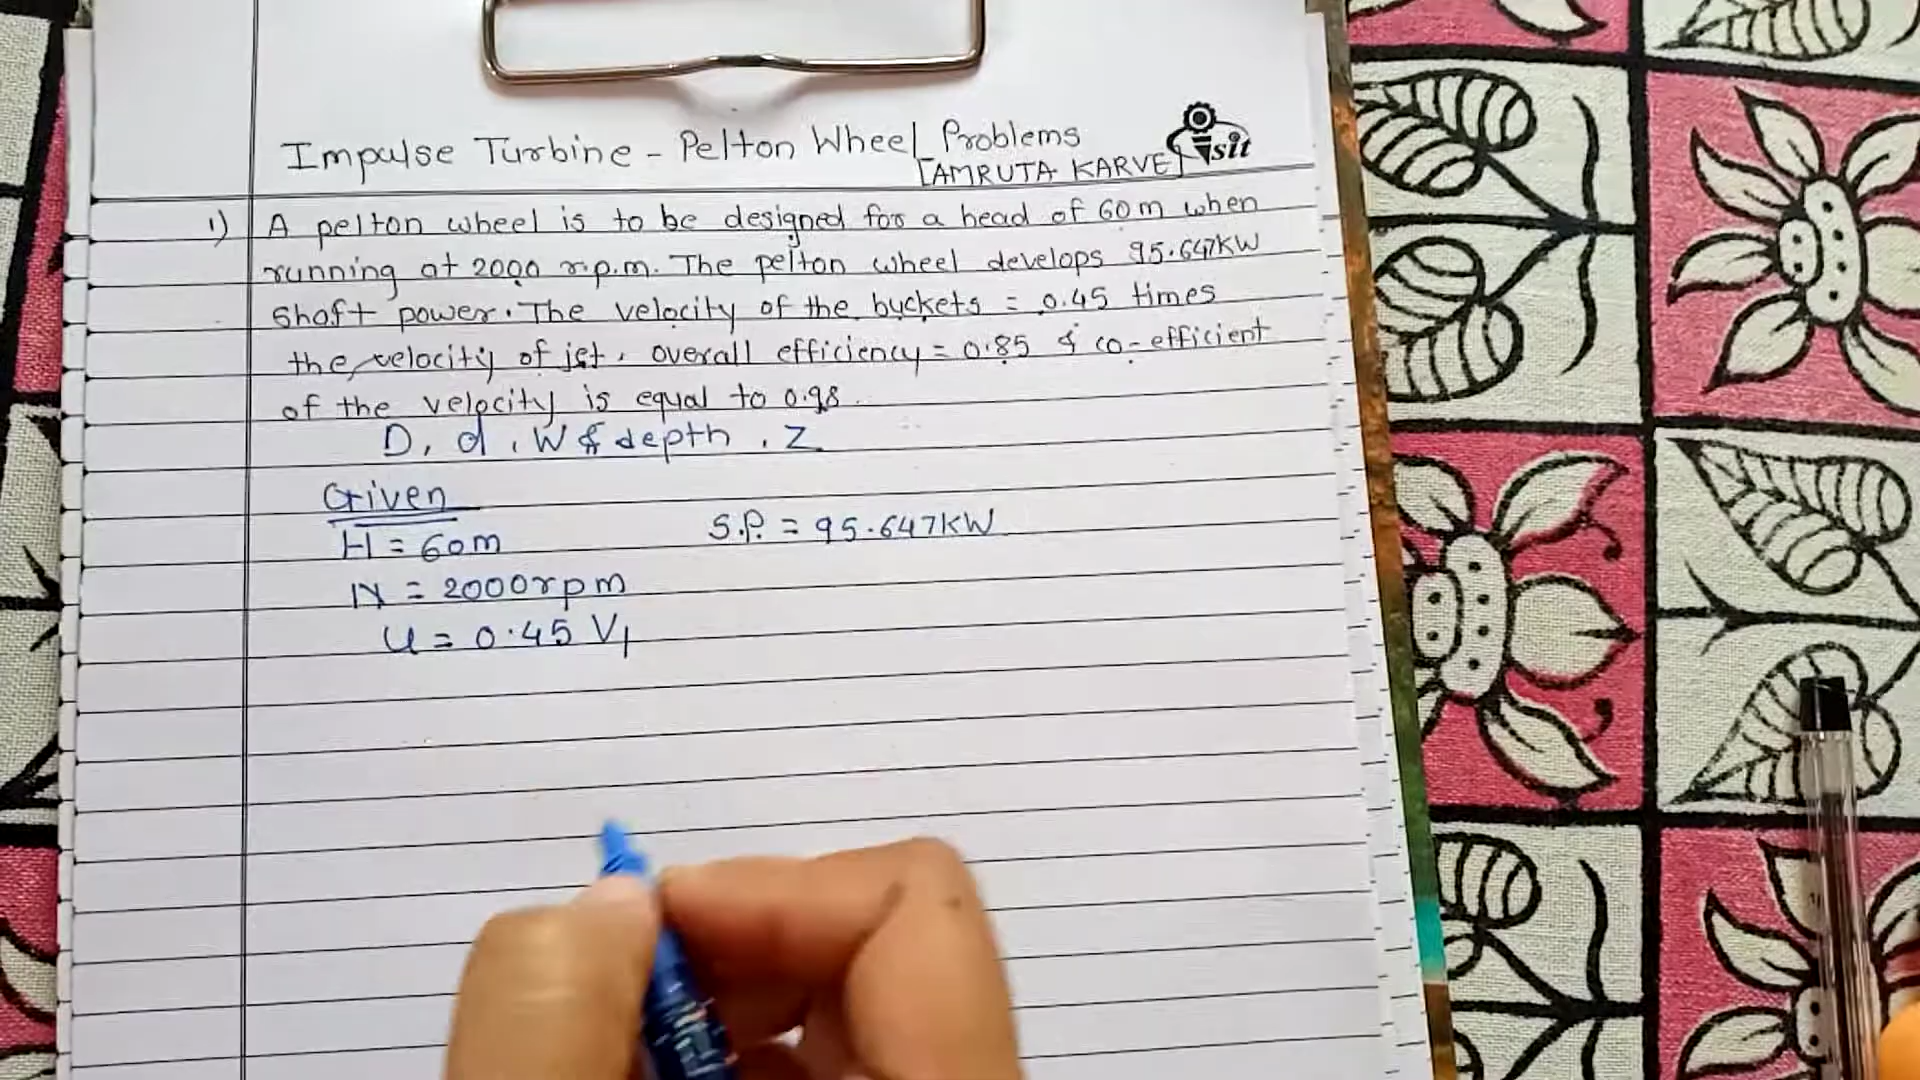 Impulse Turbine - Pelton Wheel Problems
[AMRUTA KARVE]
sit
1) A pelton wheel is to be designed for a head of 60m when
running at 2000 r.p.m. The pelton wheel develops 95.647KW
Shaft power. The velocity of the buckets = 0.45 times
the velocity of jet, overall efficiency = 0.85 & co-efficient
of the velocity is equal to 0.98.
D, d, W & depth, Z
Given
H = 60m
S.P. = 95.647KW
N = 2000rpm
u = 0.45 V1